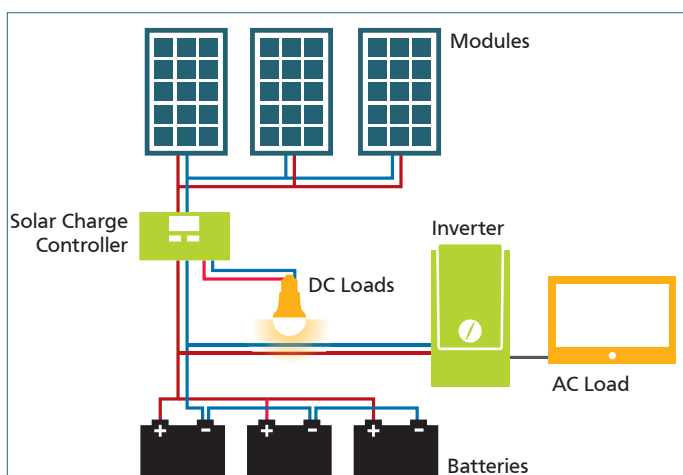 Modules
Solar Charge
Controller
Inverter
DC Loads
AC Load
+ − + − + −
Batteries